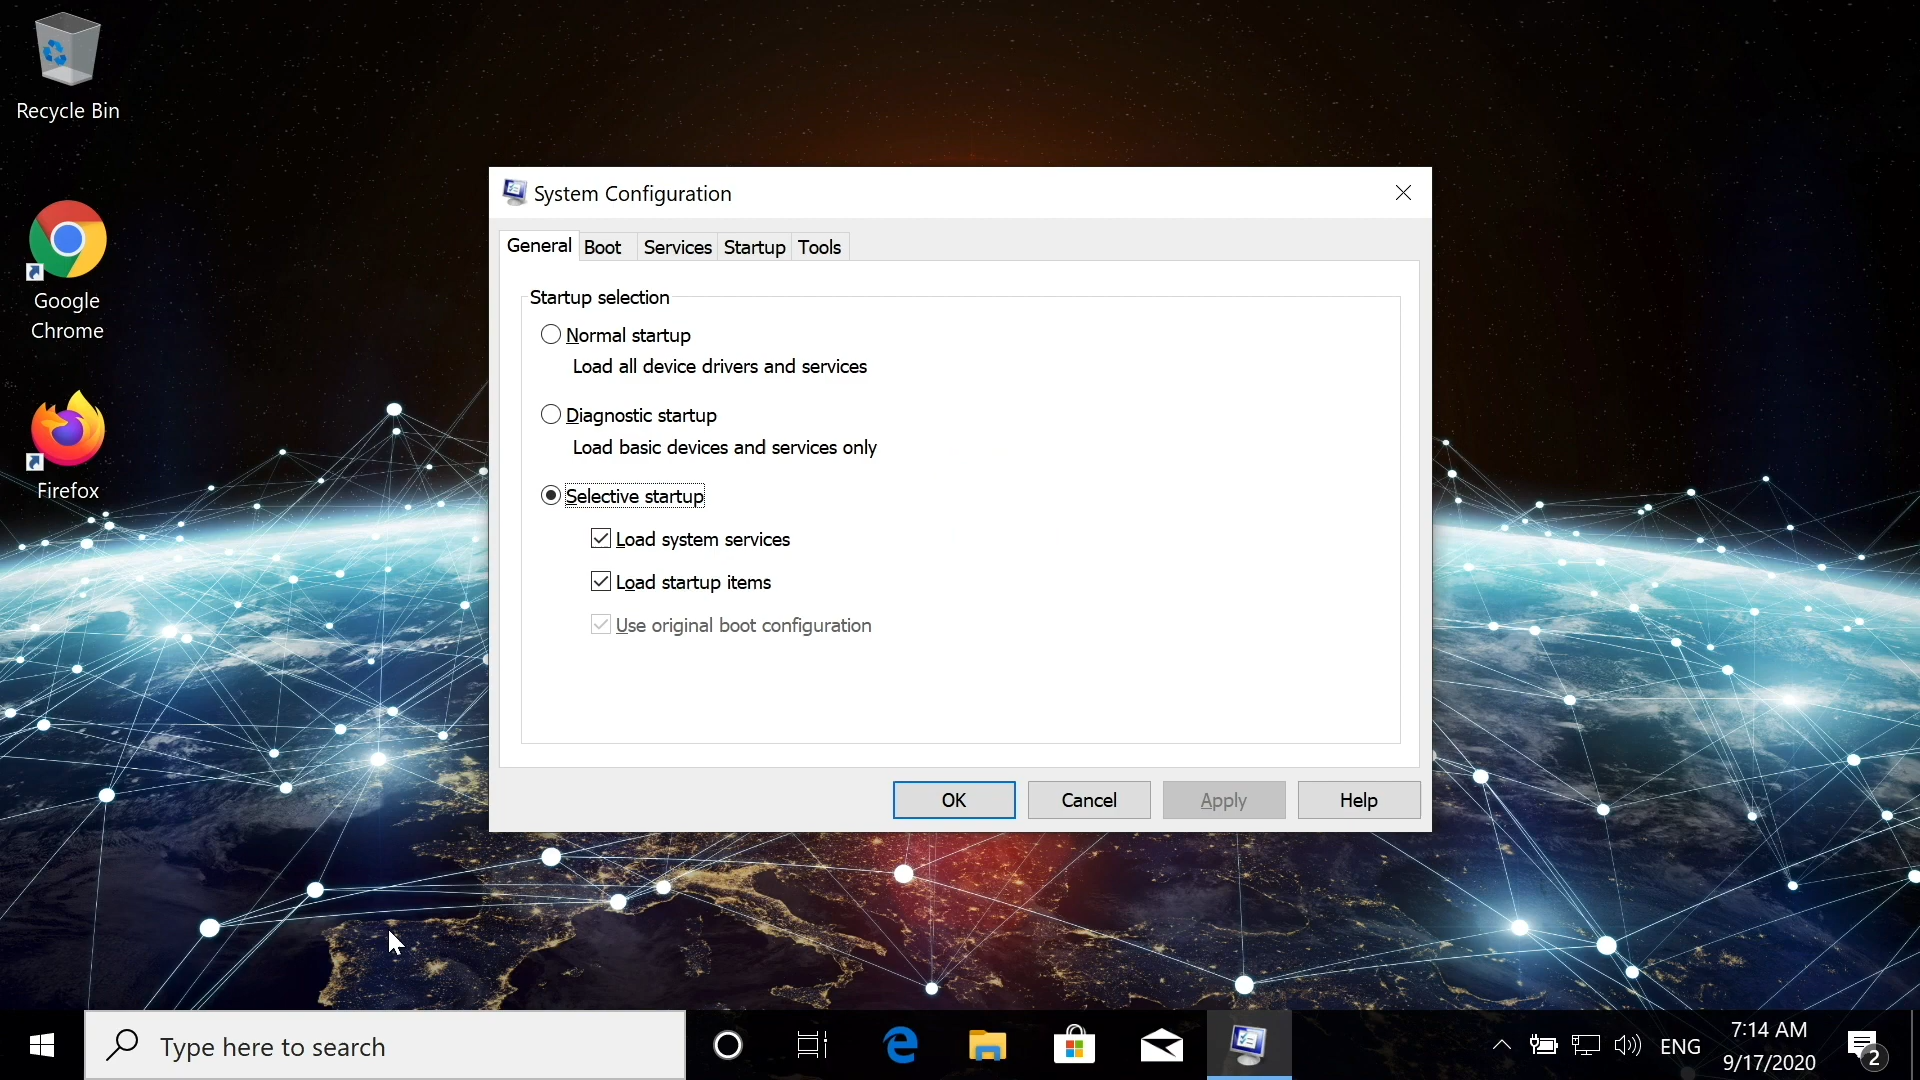 Recycle Bin
Google
Chrome
Firefox
System Configuration
General Boot Services Startup Tools
Startup selection
Normal startup
Load all device drivers and services
Diagnostic startup
Load basic devices and services only
Selective startup
Load system services
Load startup items
Use original boot configuration
OK Cancel Apply Help
Type here to search
ENG
7:14 AM
9/17/2020
2